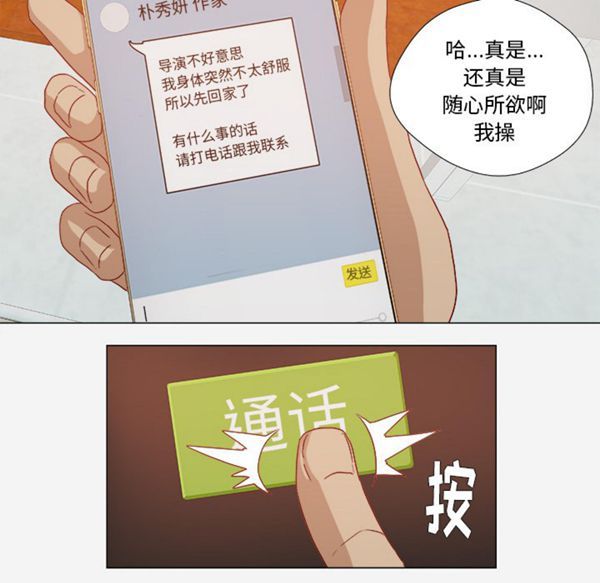 朴秀妍 作家
导演不好意思
我身体突然不太舒服
所以先回家了
有什么事的话
请打电话跟我联系
哈...真是...
还真是
随心所欲啊
我操
发送
通话
按